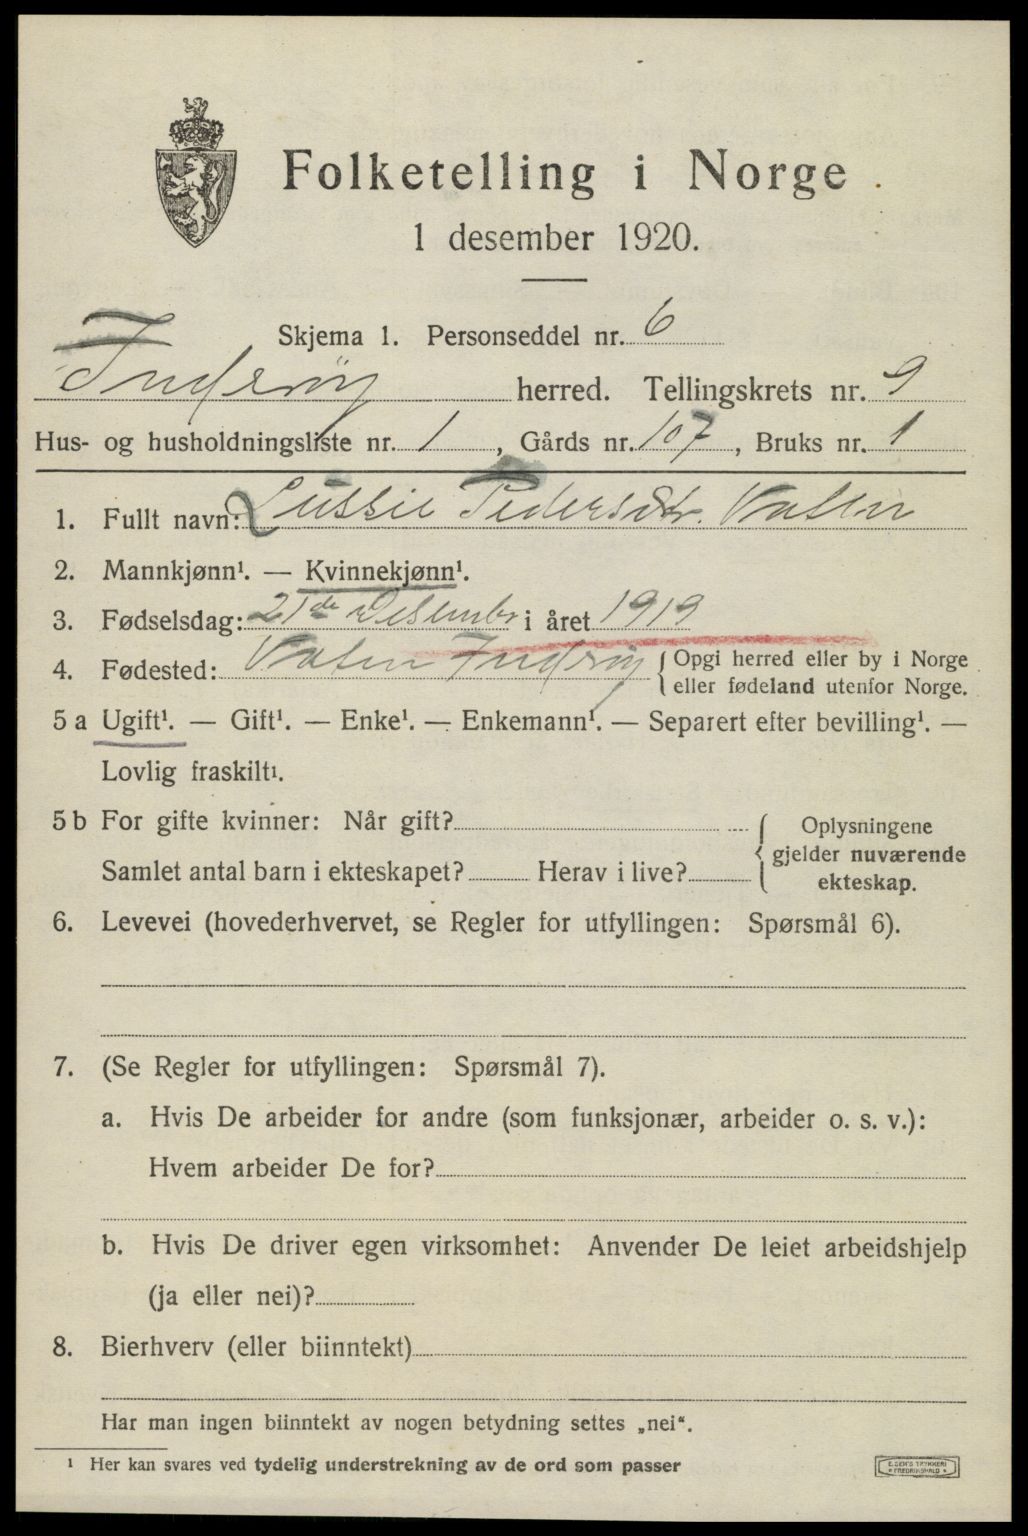 Folketelling i Norge
1 desember 1920.
Skjema 1. Personseddel nr. 6
Inderøy herred. Tellingskrets nr. 9
Hus- og husholdningsliste nr. 1, Gårds nr. 107, Bruks nr. 1
1. Fullt navn: Lussie Pedersdtr. Vatn
2. Mannkjønn¹. — Kvinnekjønn¹.
3. Fødselsdag: 21de Desember i året 1919
4. Fødested: Vatn Inderøy { Opgi herred eller by i Norge
eller fødeland utenfor Norge.
5 a Ugift¹. — Gift¹. — Enke¹. — Enkemann¹. — Separert efter bevilling¹. —
Lovlig fraskilt¹.
5 b For gifte kvinner: Når gift? { Oplysningene
gjelder nuværende
Samlet antal barn i ekteskapet? Herav i live?
ekteskap.
6. Levevei (hovederhvervet, se Regler for utfyllingen: Spørsmål 6).
7. (Se Regler for utfyllingen: Spørsmål 7).
a. Hvis De arbeider for andre (som funksjonær, arbeider o. s. v.):
Hvem arbeider De for?
b. Hvis De driver egen virksomhet: Anvender De leiet arbeidshjelp
(ja eller nei)?
8. Bierhverv (eller biinntekt)
Har man ingen biinntekt av nogen betydning settes „nei“.
¹ Her kan svares ved tydelig understrekning av de ord som passer
TRYKKERI
FREDRIKSHALD